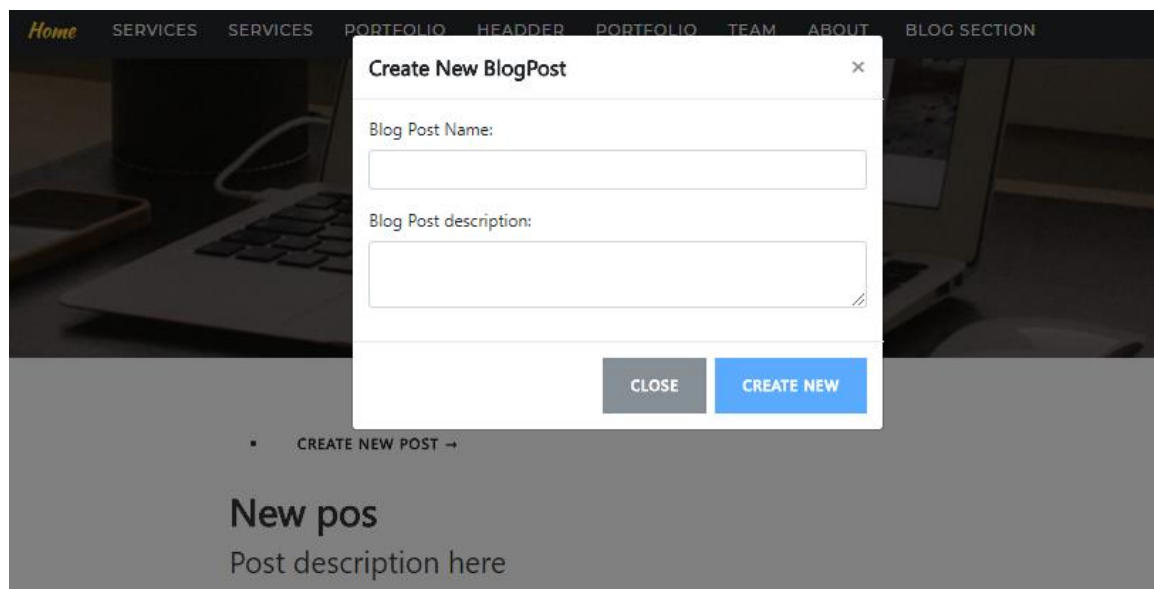 Home SERVICES SERVICES PORTFOLIO HEADDER PORTFOLIO TEAM ABOUT BLOG SECTION
Create New BlogPost ×
Blog Post Name:
Blog Post description:
CLOSE CREATE NEW
▪ CREATE NEW POST →
New pos
Post description here